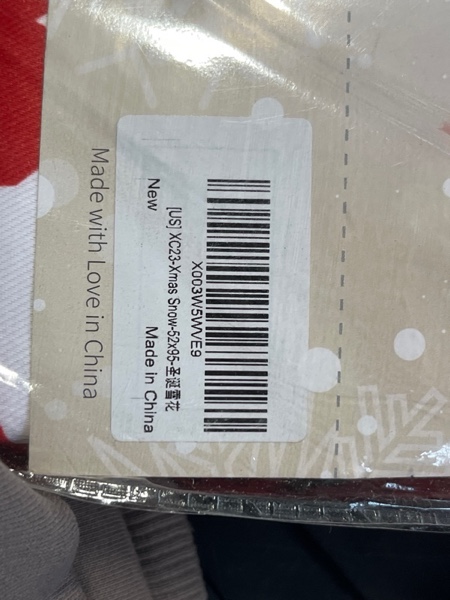 X003W5WVE9
[US] XC23-Xmas Snow-52x95-圣诞雪花
New
Made in China
Made with Love in China